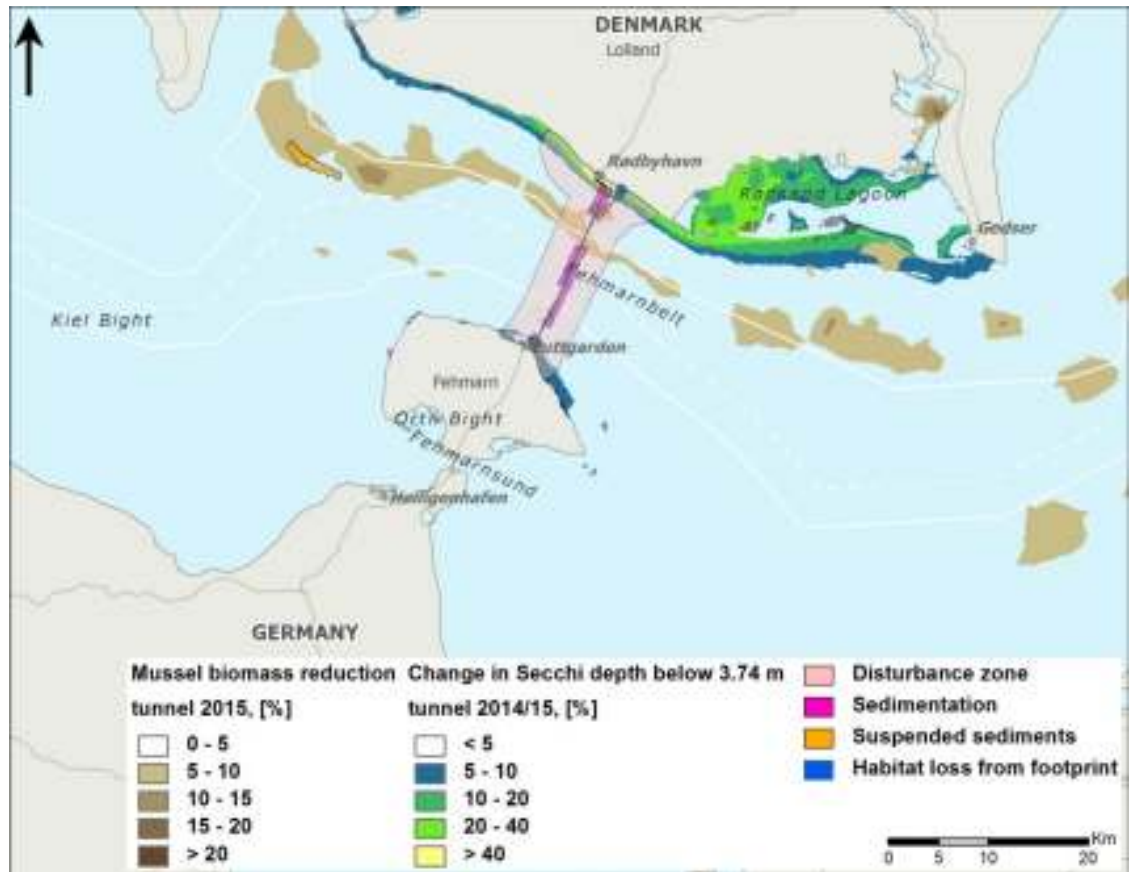 DENMARK
Lolland
Rødbyhavn
Rødsand Lagoon
Gedser
Fehmarnbelt
Kiel Bight
Puttgarden
Fehmarn
Orth Bight
Fehmarnsund
Heiligenhafen
GERMANY
Mussel biomass reduction
tunnel 2015, [%]
0 - 5
5 - 10
10 - 15
15 - 20
> 20
Change in Secchi depth below 3.74 m
tunnel 2014/15, [%]
< 5
5 - 10
10 - 20
20 - 40
> 40
Disturbance zone
Sedimentation
Suspended sediments
Habitat loss from footprint
Km
0 5 10 20